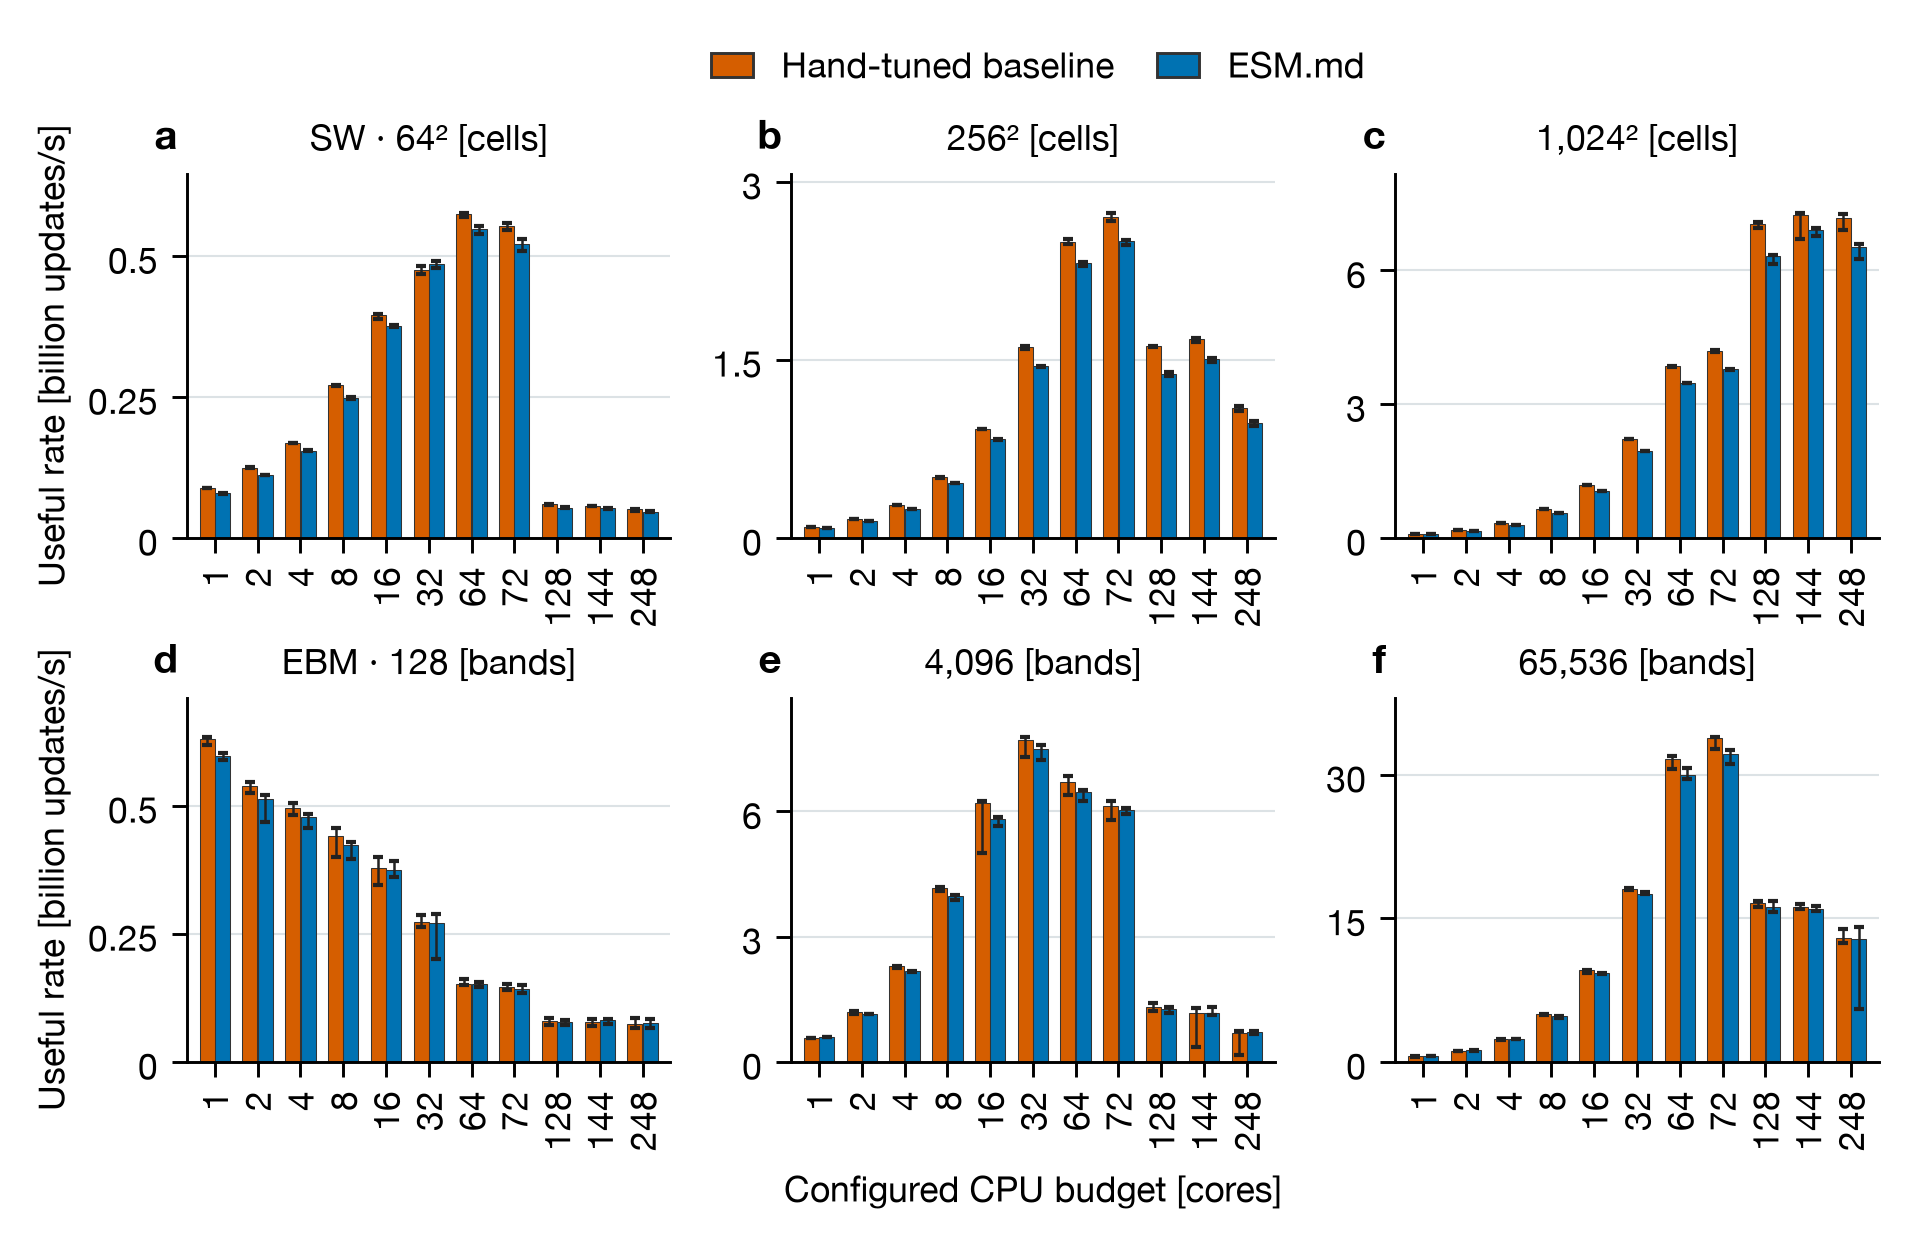 Hand-tuned baseline
ESM.md
a
SW · 64² [cells]
b
256² [cells]
c
1,024² [cells]
Useful rate [billion updates/s]
0.5
0.25
0
1 2 4 8 16 32 64 72 128 144 248
3
1.5
0
1 2 4 8 16 32 64 72 128 144 248
6
3
0
1 2 4 8 16 32 64 72 128 144 248
d
EBM · 128 [bands]
e
4,096 [bands]
f
65,536 [bands]
Useful rate [billion updates/s]
0.5
0.25
0
1 2 4 8 16 32 64 72 128 144 248
6
3
0
1 2 4 8 16 32 64 72 128 144 248
30
15
0
1 2 4 8 16 32 64 72 128 144 248
Configured CPU budget [cores]